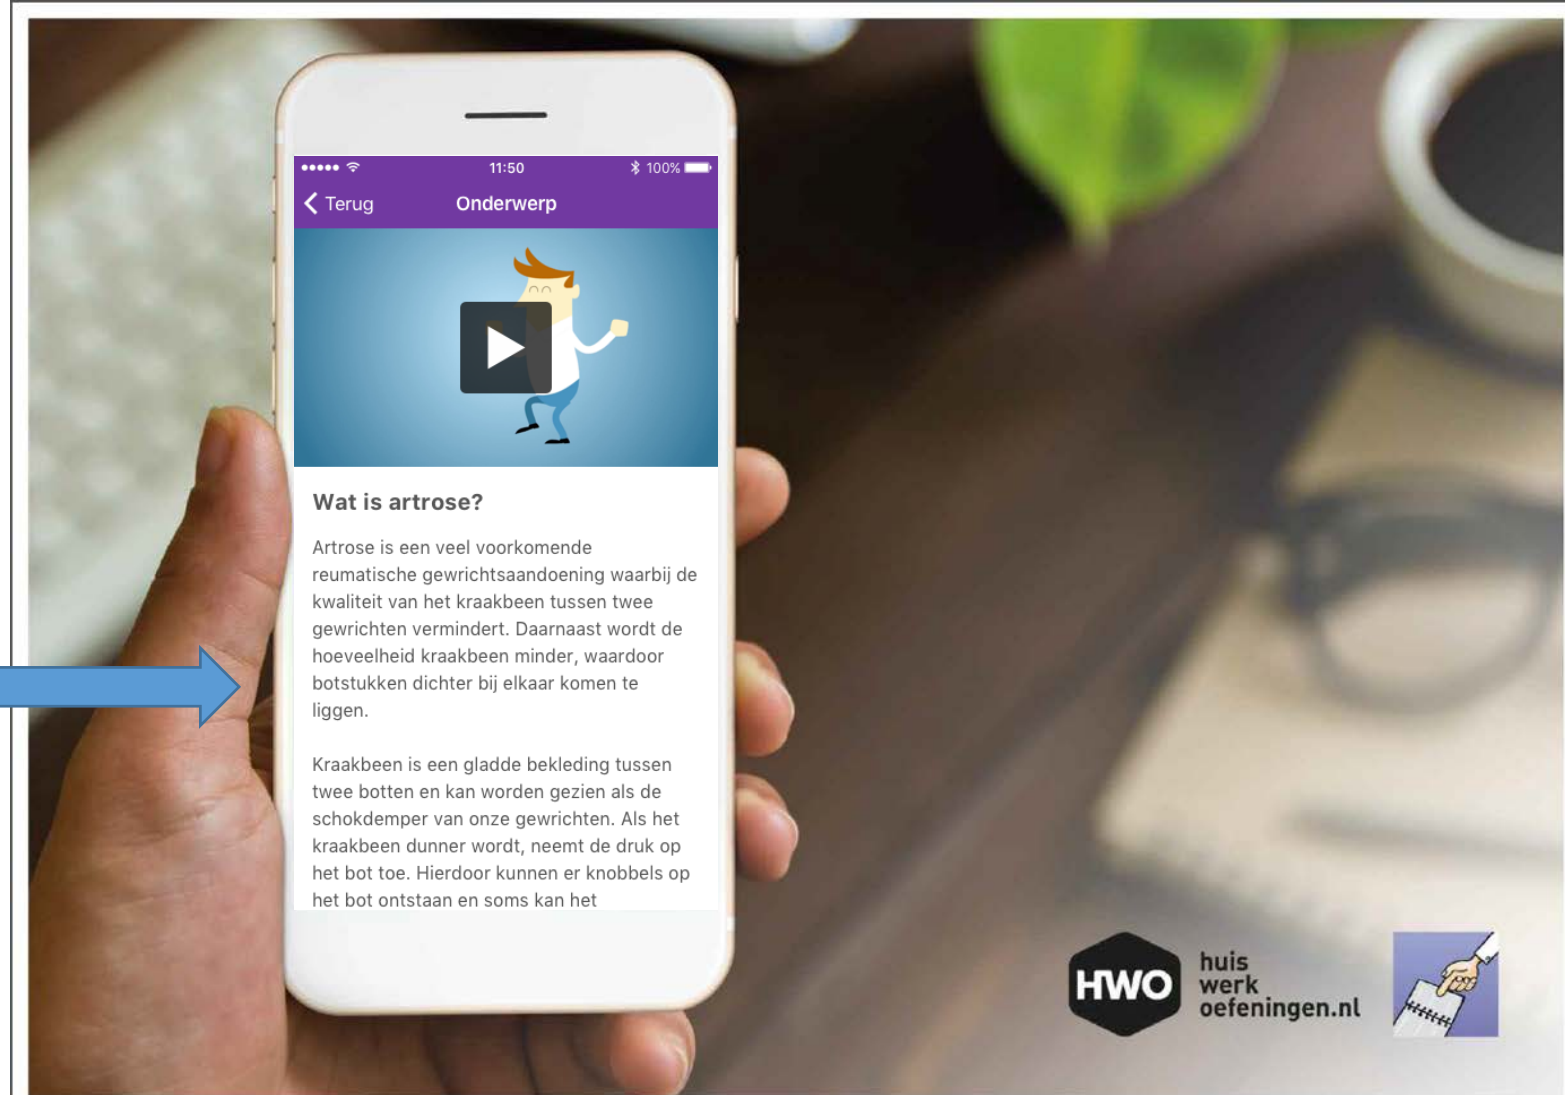 11:50
100%
Terug
Onderwerp
Wat is artrose?
Artrose is een veel voorkomende
reumatische gewrichtsaandoening waarbij de
kwaliteit van het kraakbeen tussen twee
gewrichten vermindert. Daarnaast wordt de
hoeveelheid kraakbeen minder, waardoor
botstukken dichter bij elkaar komen te
liggen.
Kraakbeen is een gladde bekleding tussen
twee botten en kan worden gezien als de
schokdemper van onze gewrichten. Als het
kraakbeen dunner wordt, neemt de druk op
het bot toe. Hierdoor kunnen er knobbels op
het bot ontstaan en soms kan het
HWO
huis
werk
oefeningen.nl